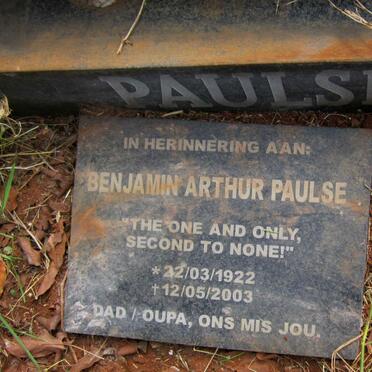 PAULSE
IN HERINNERING AAN:
BENJAMIN ARTHUR PAULSE
"THE ONE AND ONLY,
SECOND TO NONE!"
* 22/03/1922
† 12/05/2003
DAD / OUPA, ONS MIS JOU.